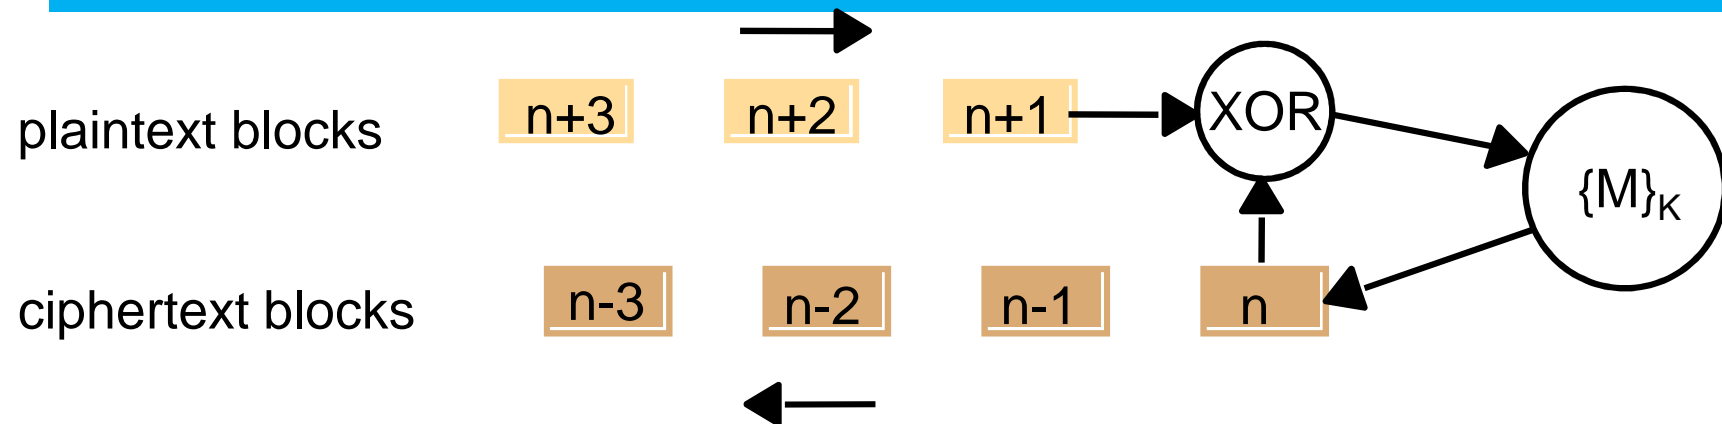 plaintext blocks n+3 n+2 n+1 XOR
{M}K
ciphertext blocks n-3 n-2 n-1 n